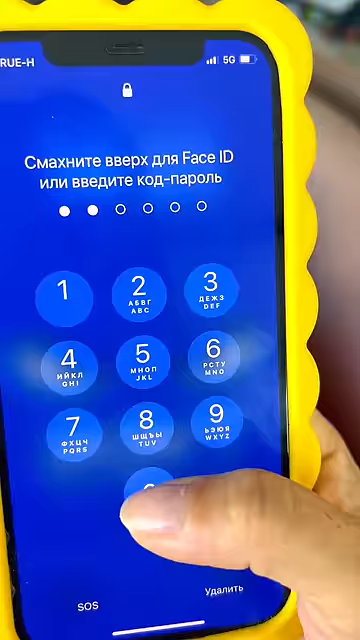 RUE-H
5G
Смахните вверх для Face ID
или введите код-пароль
1
2
АБВГ
ABC
3
ДЕЖЗ
DEF
4
ИЙКЛ
GHI
5
МНОП
JKL
6
РСТУ
MNO
7
ФХЦЧ
PQRS
8
ШЩЪЫ
TUV
9
ЬЭЮЯ
WXYZ
SOS
Удалить